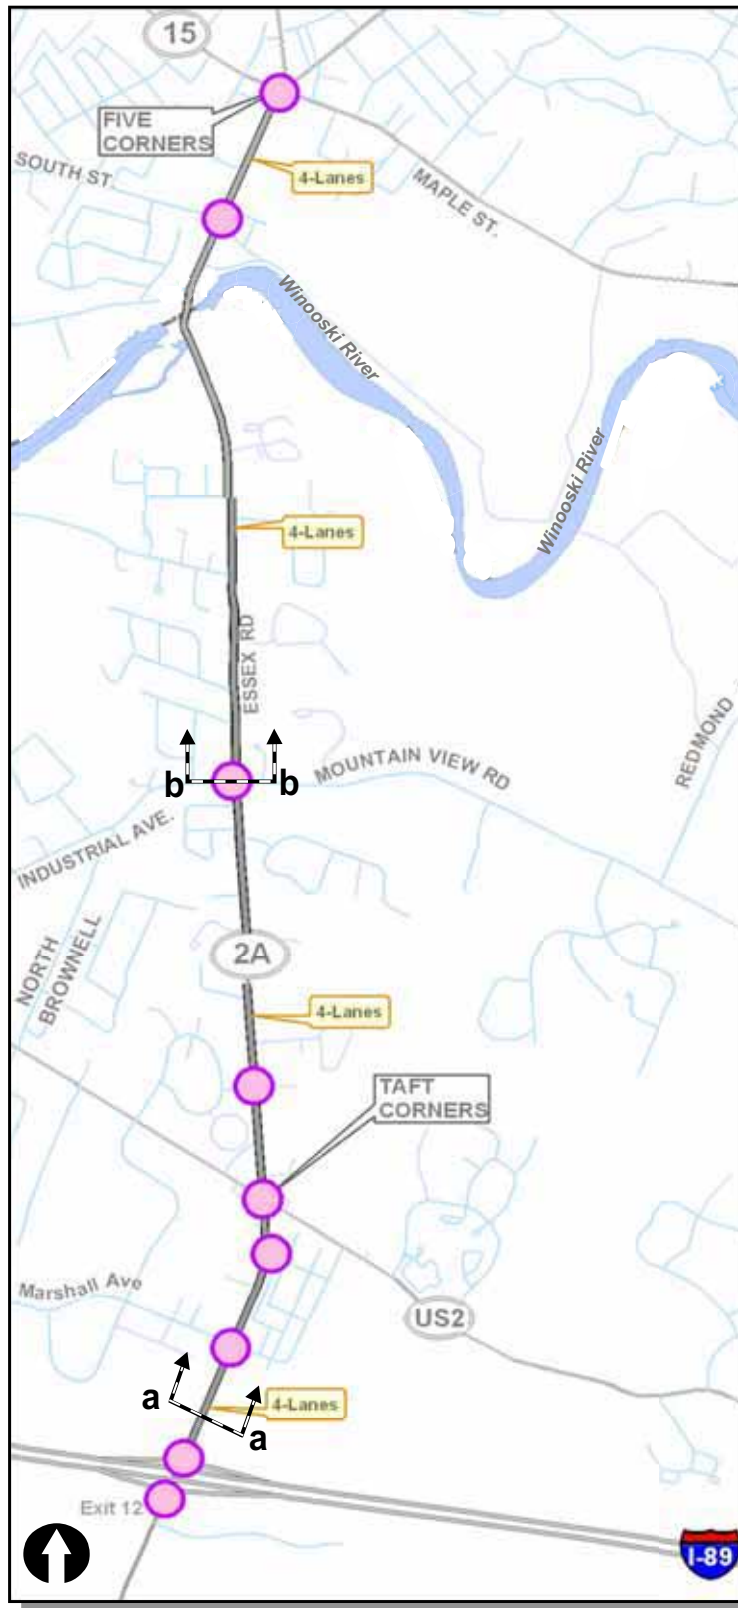 15
FIVE
CORNERS
SOUTH ST.
4-Lanes
MAPLE ST.
Winooski River
Winooski River
4-Lanes
ESSEX RD
REDMOND
b
b
MOUNTAIN VIEW RD
INDUSTRIAL AVE.
NORTH
BROWNELL
2A
4-Lanes
TAFT
CORNERS
Marshall Ave
US2
a
4-Lanes
a
Exit 12
I-89